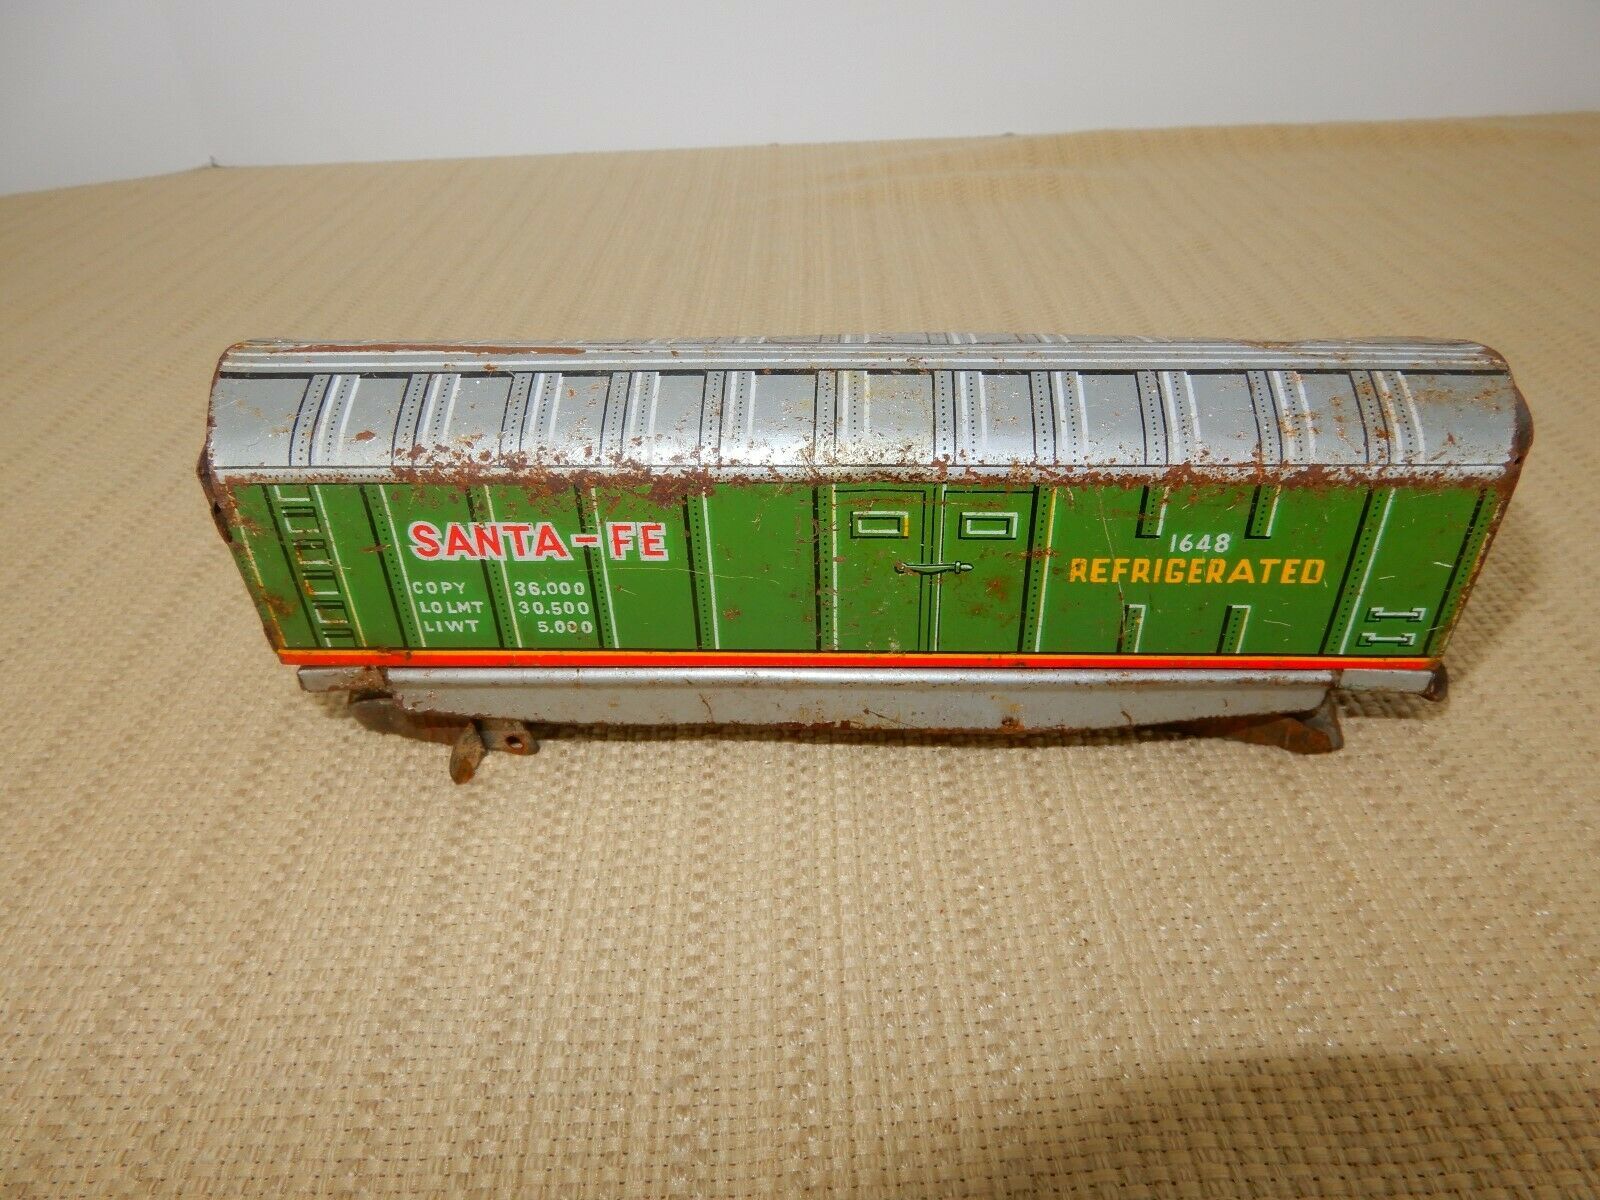 SANTA-FE
COPY 36.000
LOLMT 30.500
LIWT 5.000
1648
REFRIGERATED